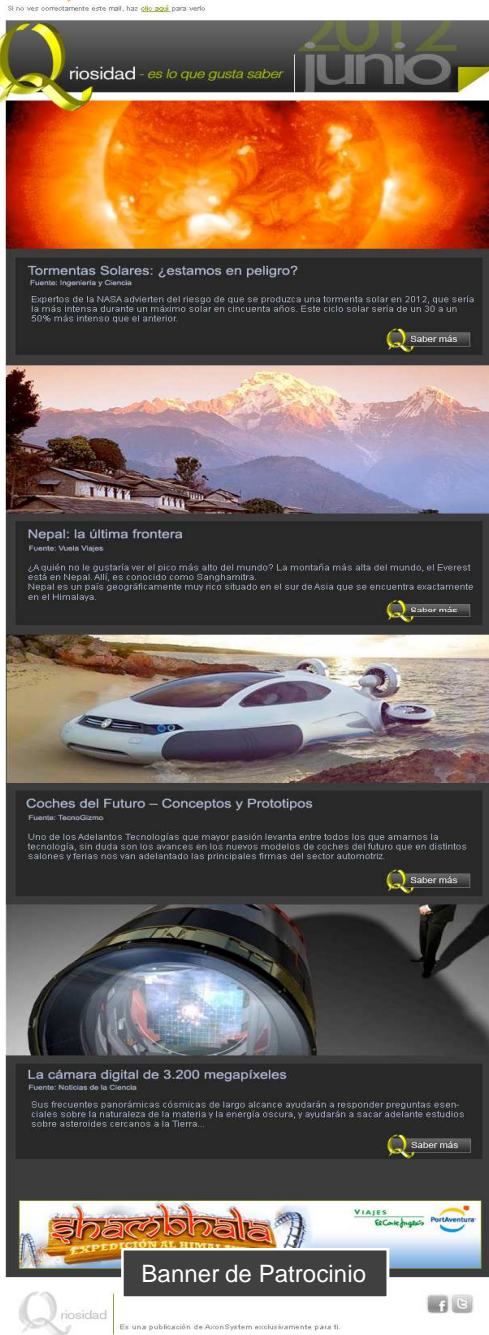 Si no ves correctamente este mail, haz clic aquí para verlo
Qriosidad - es lo que gusta saber
2012
junio
Tormentas Solares: ¿estamos en peligro?
Fuente: Ingeniería y Ciencia
Expertos de la NASA advierten del riesgo de que se produzca una tormenta solar en 2012, que sería
la más intensa durante un máximo solar en cincuenta años. Este ciclo solar sería de un 30 a un
50% más intenso que el anterior.
Saber más
Nepal: la última frontera
Fuente: Vuela Viajes
¿A quién no le gustaría ver el pico más alto del mundo? La montaña más alta del mundo, el Everest
está en Nepal. Allí, es conocido como Sanghamitra.
Nepal es un país geográficamente muy rico situado en el sur de Asia que se encuentra exactamente
en el Himalaya.
Saber más
Coches del Futuro – Conceptos y Prototipos
Fuente: TecnoGizmo
Uno de los Adelantos Tecnologías que mayor pasión levanta entre todos los que amamos la
tecnología, sin duda son los avances en los nuevos modelos de coches del futuro que en distintos
salones y ferias nos van adelantado las principales firmas del sector automotriz.
Saber más
La cámara digital de 3.200 megapíxeles
Fuente: Noticias de la Ciencia
Sus frecuentes panorámicas cósmicas de largo alcance ayudarán a responder preguntas esen-
ciales sobre la naturaleza de la materia y la energía oscura, y ayudarán a sacar adelante estudios
sobre asteroides cercanos a la Tierra...
Saber más
shambhala
EXPEDICIÓN AL HIMAL
VIAJES
El Corte Inglés
PortAventura
Banner de Patrocinio
Qriosidad
Es una publicación de AxonSystem exclusivamente para ti.